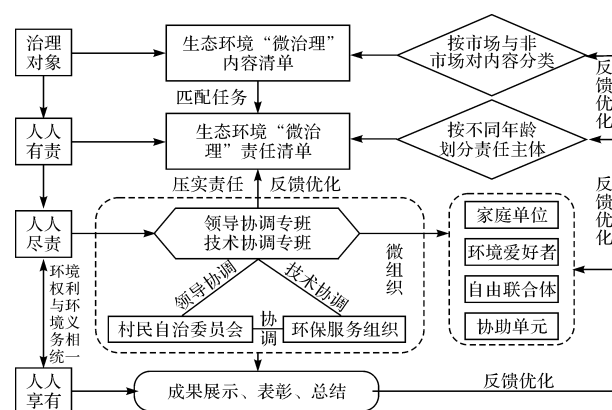 治理
对象
生态环境“微治理”
内容清单
按市场与非
市场对内容分类
反馈优化
匹配任务
人人
有责
生态环境“微治
理”责任清单
按不同年龄
划分责任主体
压实责任
反馈优化
反馈优化
人人
尽责
领导协调专班
技术协调专班
微组织
家庭单位
环境爱好者
自由联合体
协助单元
环境
权利
与环
境义
务相
统一
领导协调
技术协调
村民自治委员会
协调
环保服务组织
人人
享有
成果展示、表彰、总结
反馈优化